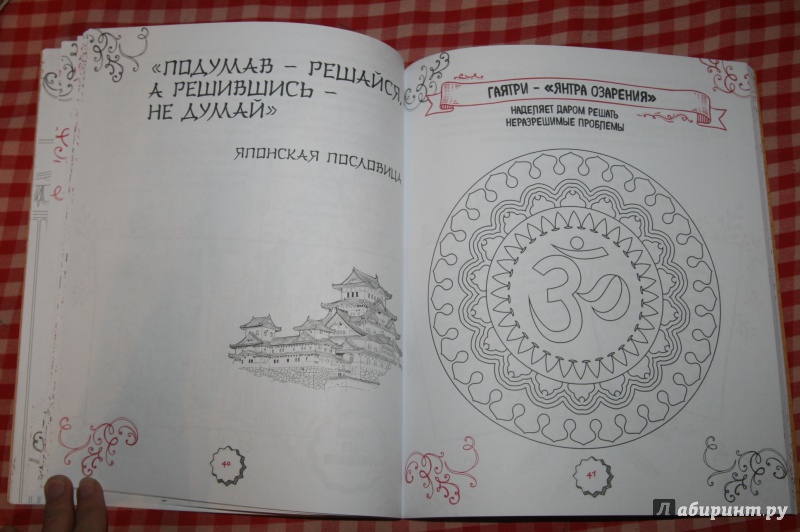 «ПОДУМАВ – РЕШАЙСЯ,
А РЕШИВШИСЬ –
НЕ ДУМАЙ»
ЯПОНСКАЯ ПОСЛОВИЦА
40
ГАЯТРИ – «ЯНТРА ОЗАРЕНИЯ»
НАДЕЛЯЕТ ДАРОМ РЕШАТЬ
НЕРАЗРЕШИМЫЕ ПРОБЛЕМЫ
ॐ
41
Лабиринт.ру